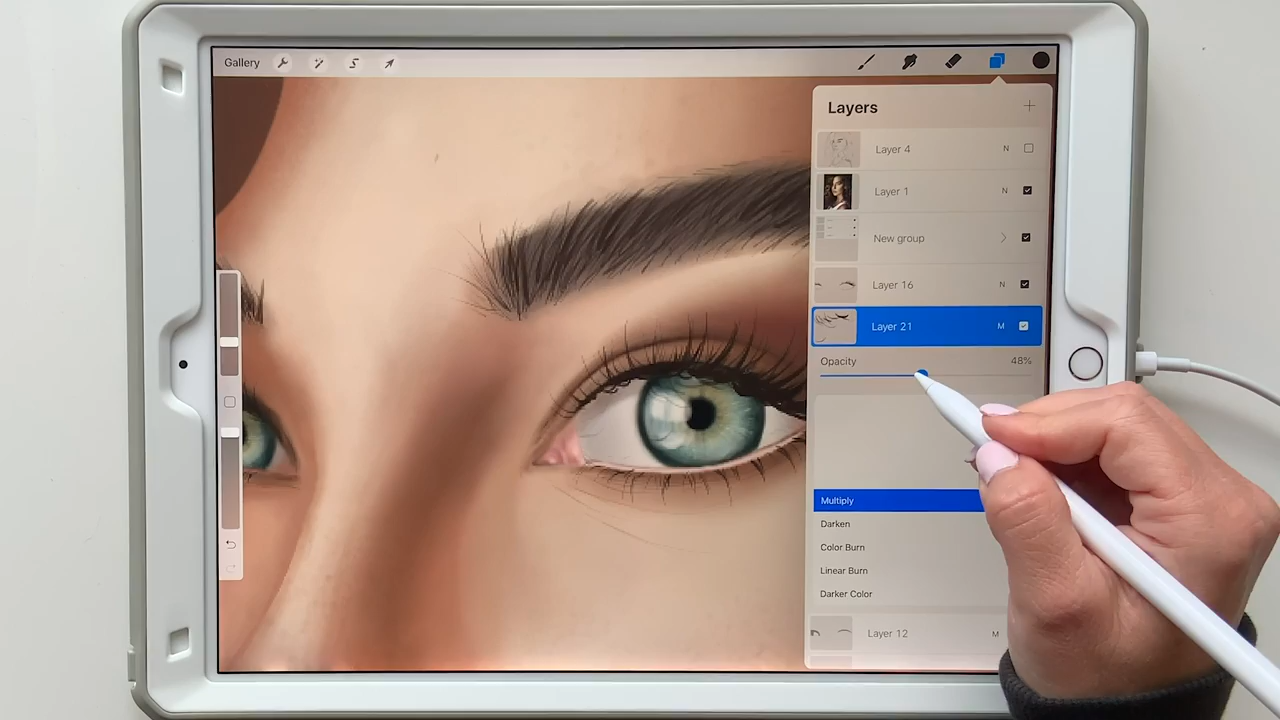 Gallery
Layers
Layer 4 N
Layer 1 N
New group
Layer 16 N
Layer 21 M
Opacity 48%
Multiply
Darken
Color Burn
Linear Burn
Darker Color
Layer 12 M